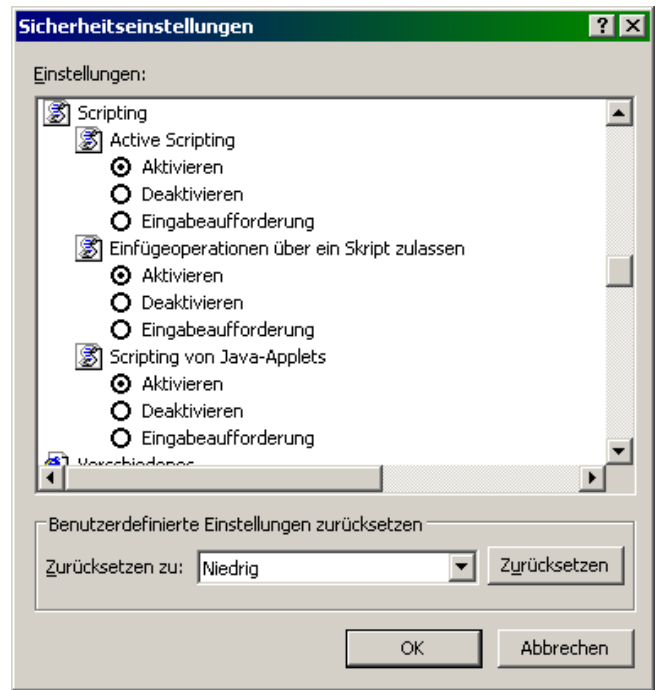 Sicherheitseinstellungen
Einstellungen:
Scripting
Active Scripting
Aktivieren
Deaktivieren
Eingabeaufforderung
Einfügeoperationen über ein Skript zulassen
Aktivieren
Deaktivieren
Eingabeaufforderung
Scripting von Java-Applets
Aktivieren
Deaktivieren
Eingabeaufforderung
Verschiedenes
Benutzerdefinierte Einstellungen zurücksetzen
Zurücksetzen zu: Niedrig Zurücksetzen
OK Abbrechen